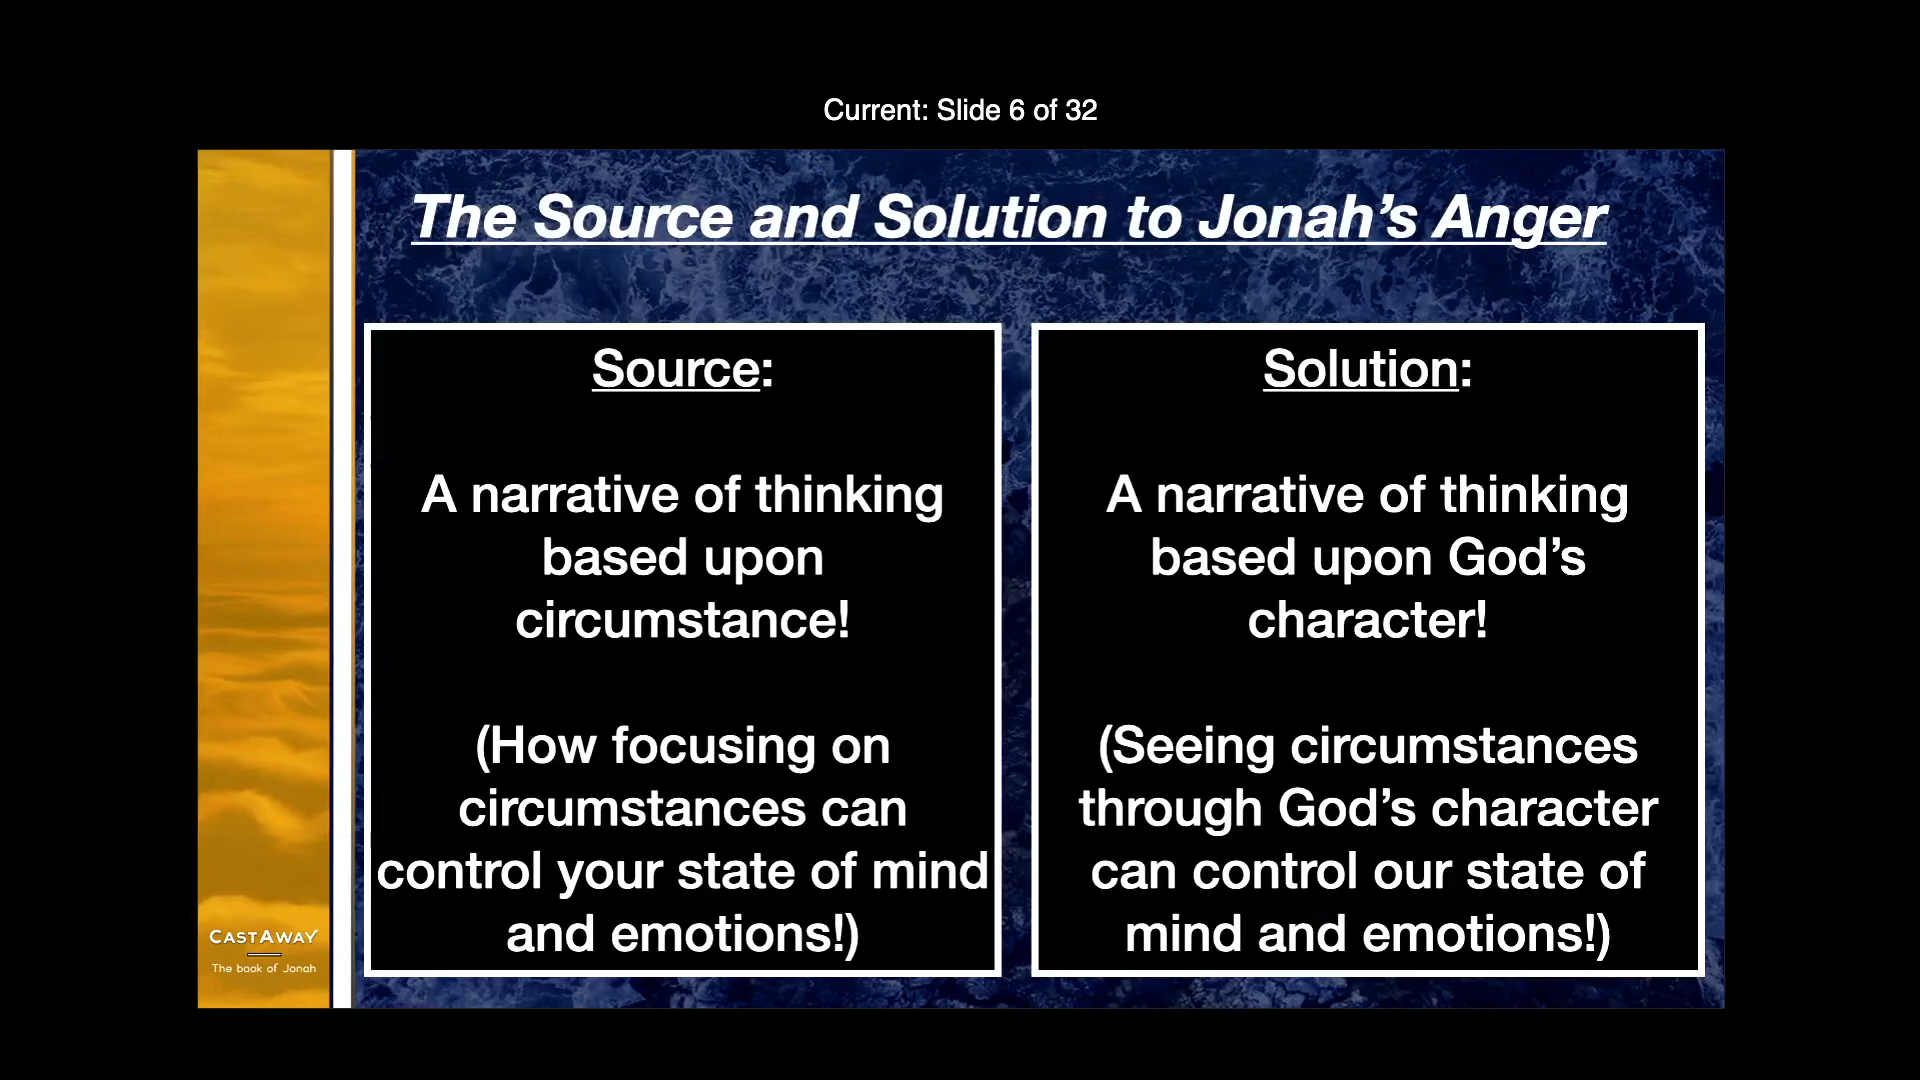 Current: Slide 6 of 32
The Source and Solution to Jonah’s Anger
Source:
A narrative of thinking
based upon
circumstance!
(How focusing on
circumstances can
control your state of mind
and emotions!)
Solution:
A narrative of thinking
based upon God’s
character!
(Seeing circumstances
through God’s character
can control our state of
mind and emotions!)
CASTAWAY
The book of Jonah